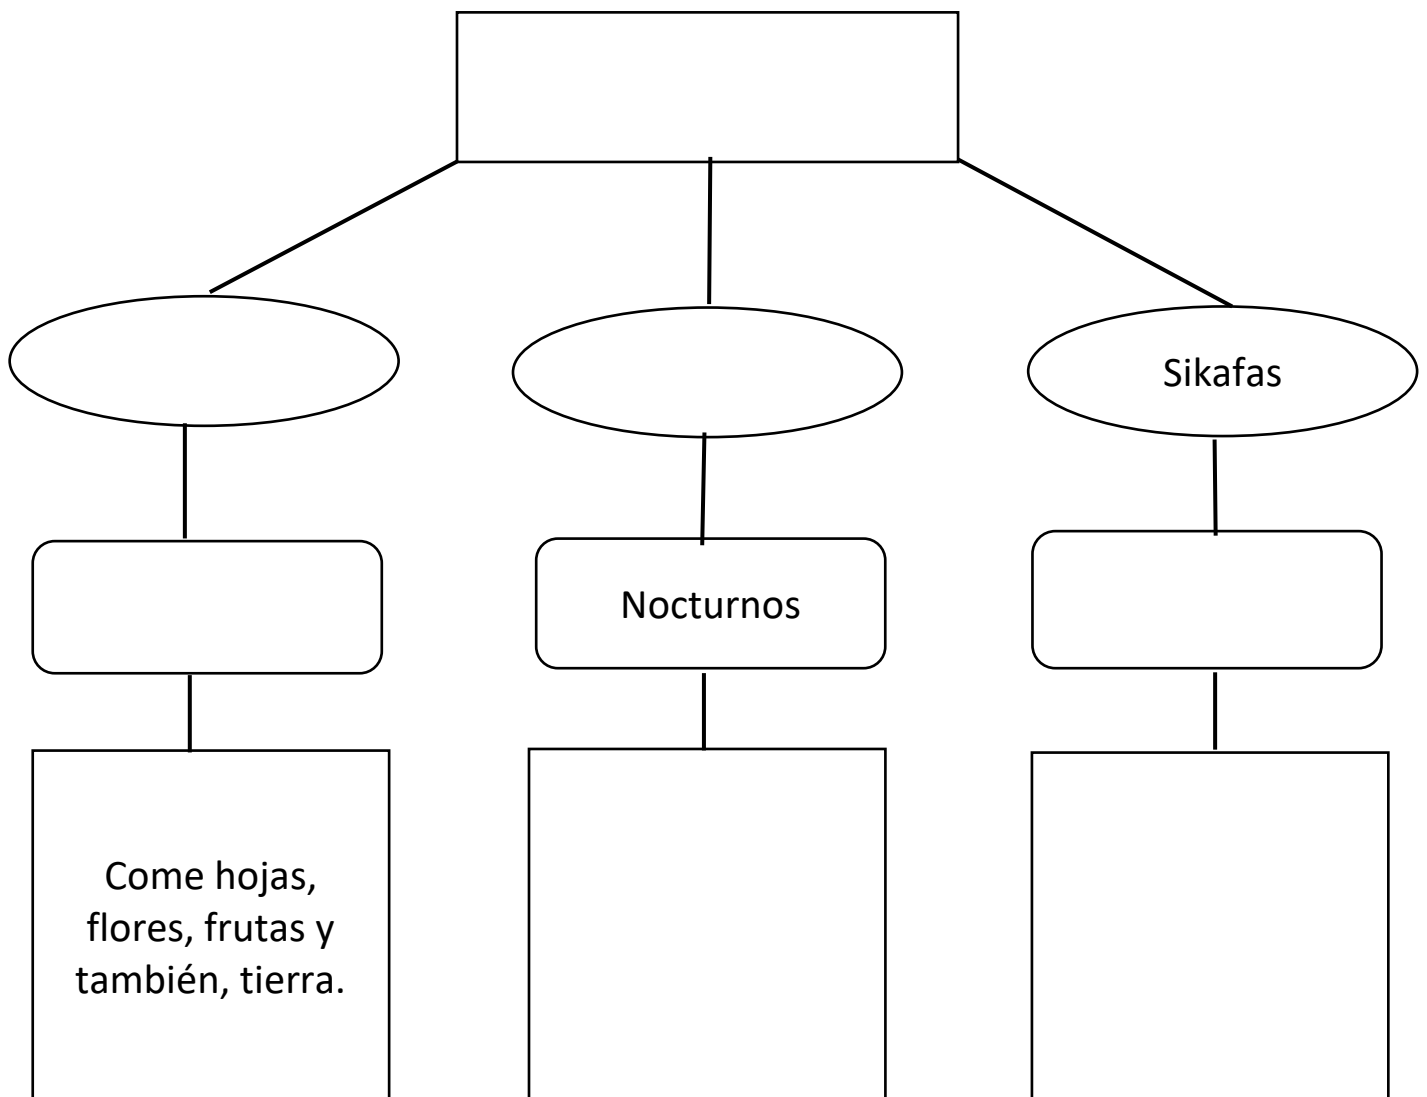 Sikafas
Nocturnos
Come hojas,
flores, frutas y
también, tierra.